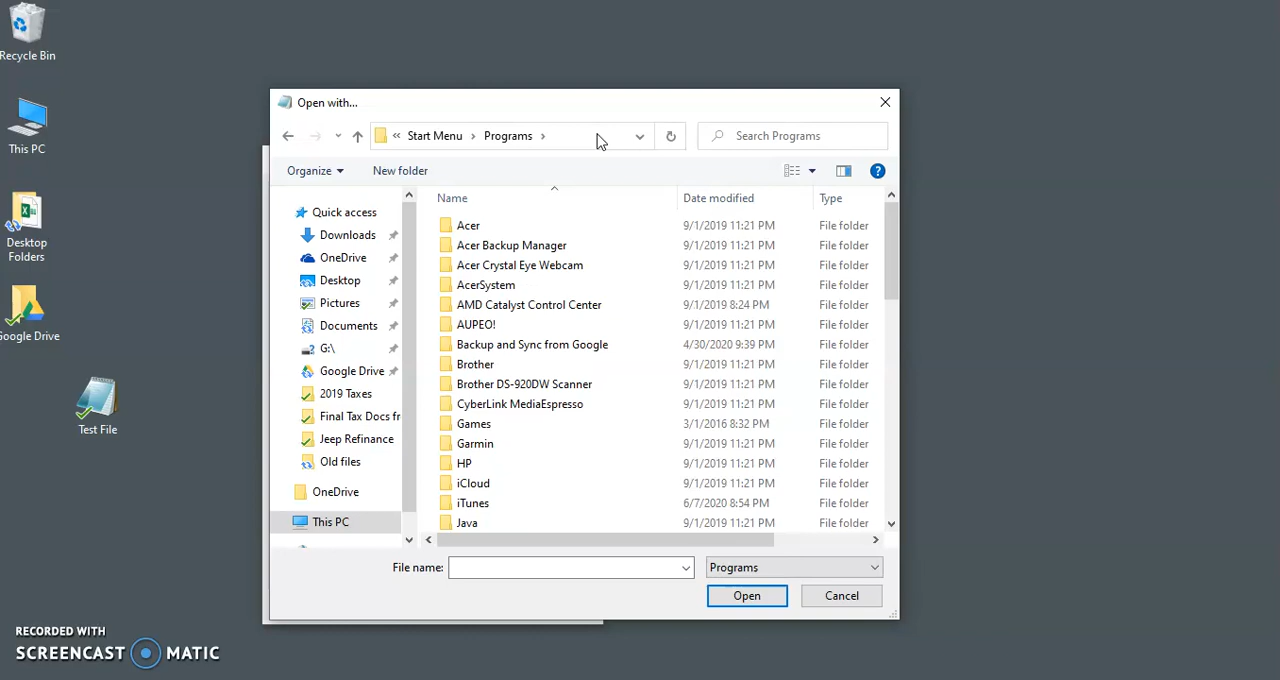 Recycle Bin
This PC
Desktop
Folders
Google Drive
Test File
Open with...
« Start Menu › Programs ›
Search Programs
Organize
New folder
?
Quick access
Downloads
OneDrive
Desktop
Pictures
Documents
G:\
Google Drive
2019 Taxes
Final Tax Docs fr
Jeep Refinance
Old files
OneDrive
This PC
Name Date modified Type
Acer 9/1/2019 11:21 PM File folder
Acer Backup Manager 9/1/2019 11:21 PM File folder
Acer Crystal Eye Webcam 9/1/2019 11:21 PM File folder
AcerSystem 9/1/2019 11:21 PM File folder
AMD Catalyst Control Center 9/1/2019 8:24 PM File folder
AUPEO! 9/1/2019 11:21 PM File folder
Backup and Sync from Google 4/30/2020 9:39 PM File folder
Brother 9/1/2019 11:21 PM File folder
Brother DS-920DW Scanner 9/1/2019 11:21 PM File folder
CyberLink MediaEspresso 9/1/2019 11:21 PM File folder
Games 3/1/2016 8:32 PM File folder
Garmin 9/1/2019 11:21 PM File folder
HP 9/1/2019 11:21 PM File folder
iCloud 9/1/2019 11:21 PM File folder
iTunes 6/7/2020 8:54 PM File folder
Java 9/1/2019 11:21 PM File folder
File name:
Programs
Open
Cancel
RECORDED WITH
SCREENCAST MATIC